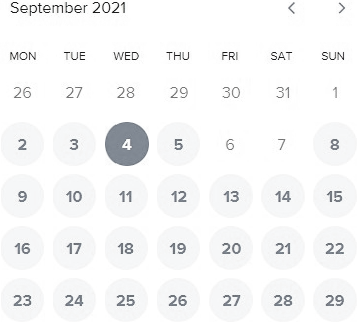 September 2021
MON TUE WED THU FRI SAT SUN
26 27 28 29 30 31 1
2 3 4 5 6 7 8
9 10 11 12 13 14 15
16 17 18 19 20 21 22
23 24 25 26 27 28 29